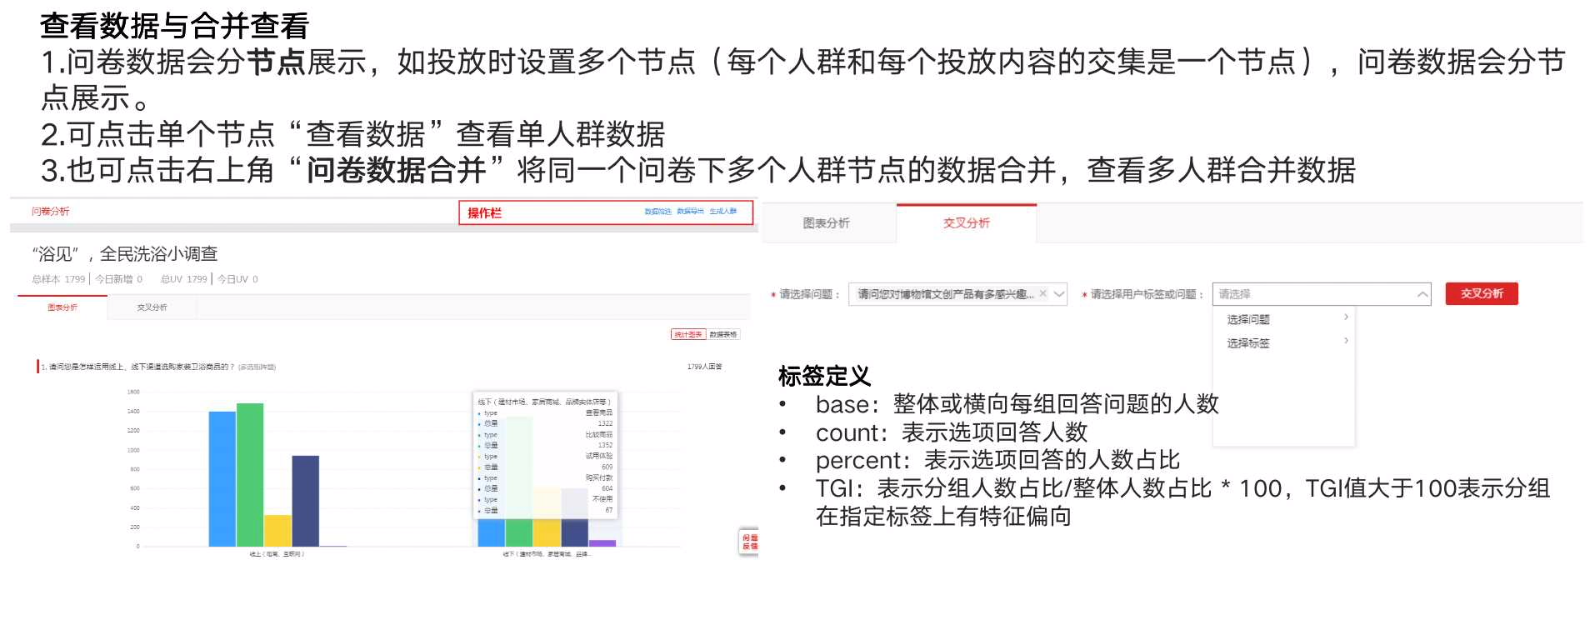 查看数据与合并查看
1.问卷数据会分节点展示，如投放时设置多个节点（每个人群和每个投放内容的交集是一个节点），问卷数据会分节
点展示。
2.可点击单个节点“查看数据”查看单人群数据
3.也可点击右上角“问卷数据合并”将同一个问卷下多个人群节点的数据合并，查看多人群合并数据
问卷分析
操作栏
数据筛选 数据导出 生成人群
“浴见”，全民洗浴小调查
总样本 1799 | 今日新增 0 总UV 1799 | 今日UV 0
图表分析 交叉分析
统计图表 数据表格
1. 请问您是怎样运用线上、线下渠道选购家装卫浴商品的？(多选矩阵题)
1799人回答
1600
1400
1200
1000
800
600
400
200
0
线下（建材市场、家居商城、品牌实体店等）
type 查看商品
总量 1322
type 比较商品
总量 1352
type 试用体验
总量 609
type 购买付款
总量 604
type 不使用
总量 67
线上（电商、互联网）
线下（建材市场、家居商城、品牌...
问题
反馈
图表分析 交叉分析
* 请选择问题： 请问您对博物馆文创产品有多感兴趣... × * 请选择用户标签或问题： 请选择 交叉分析
选择问题
选择标签
标签定义
• base：整体或横向每组回答问题的人数
• count：表示选项回答人数
• percent：表示选项回答的人数占比
• TGI：表示分组人数占比/整体人数占比 * 100，TGI值大于100表示分组
在指定标签上有特征偏向